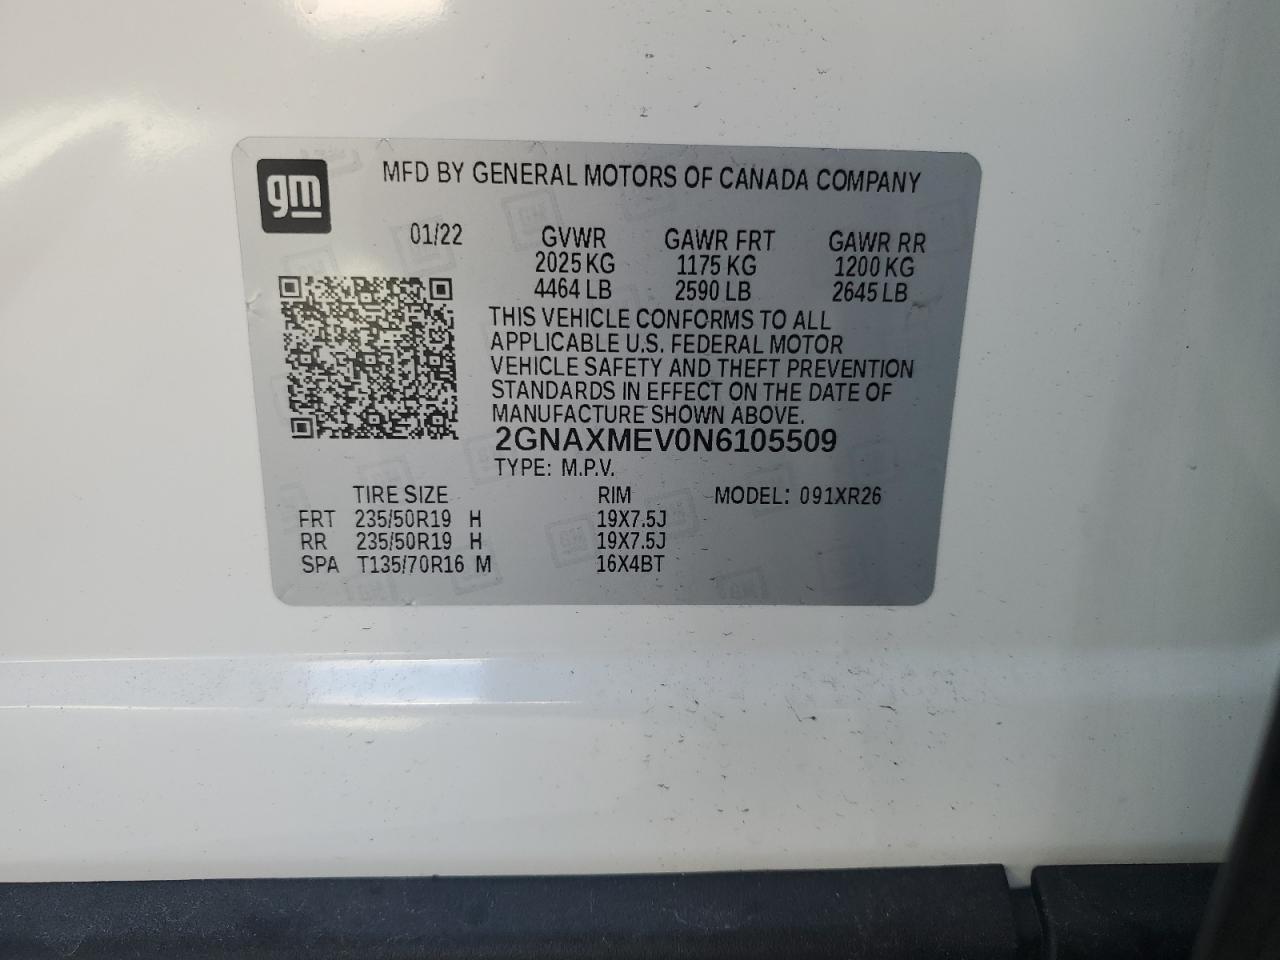 gm
MFD BY GENERAL MOTORS OF CANADA COMPANY
01/22
GVWR GAWR FRT GAWR RR
2025 KG 1175 KG 1200 KG
4464 LB 2590 LB 2645 LB
THIS VEHICLE CONFORMS TO ALL
APPLICABLE U.S. FEDERAL MOTOR
VEHICLE SAFETY AND THEFT PREVENTION
STANDARDS IN EFFECT ON THE DATE OF
MANUFACTURE SHOWN ABOVE.
2GNAXMEV0N6105509
TYPE: M.P.V.
TIRE SIZE RIM MODEL: 091XR26
FRT 235/50R19 H 19X7.5J
RR 235/50R19 H 19X7.5J
SPA T135/70R16 M 16X4BT